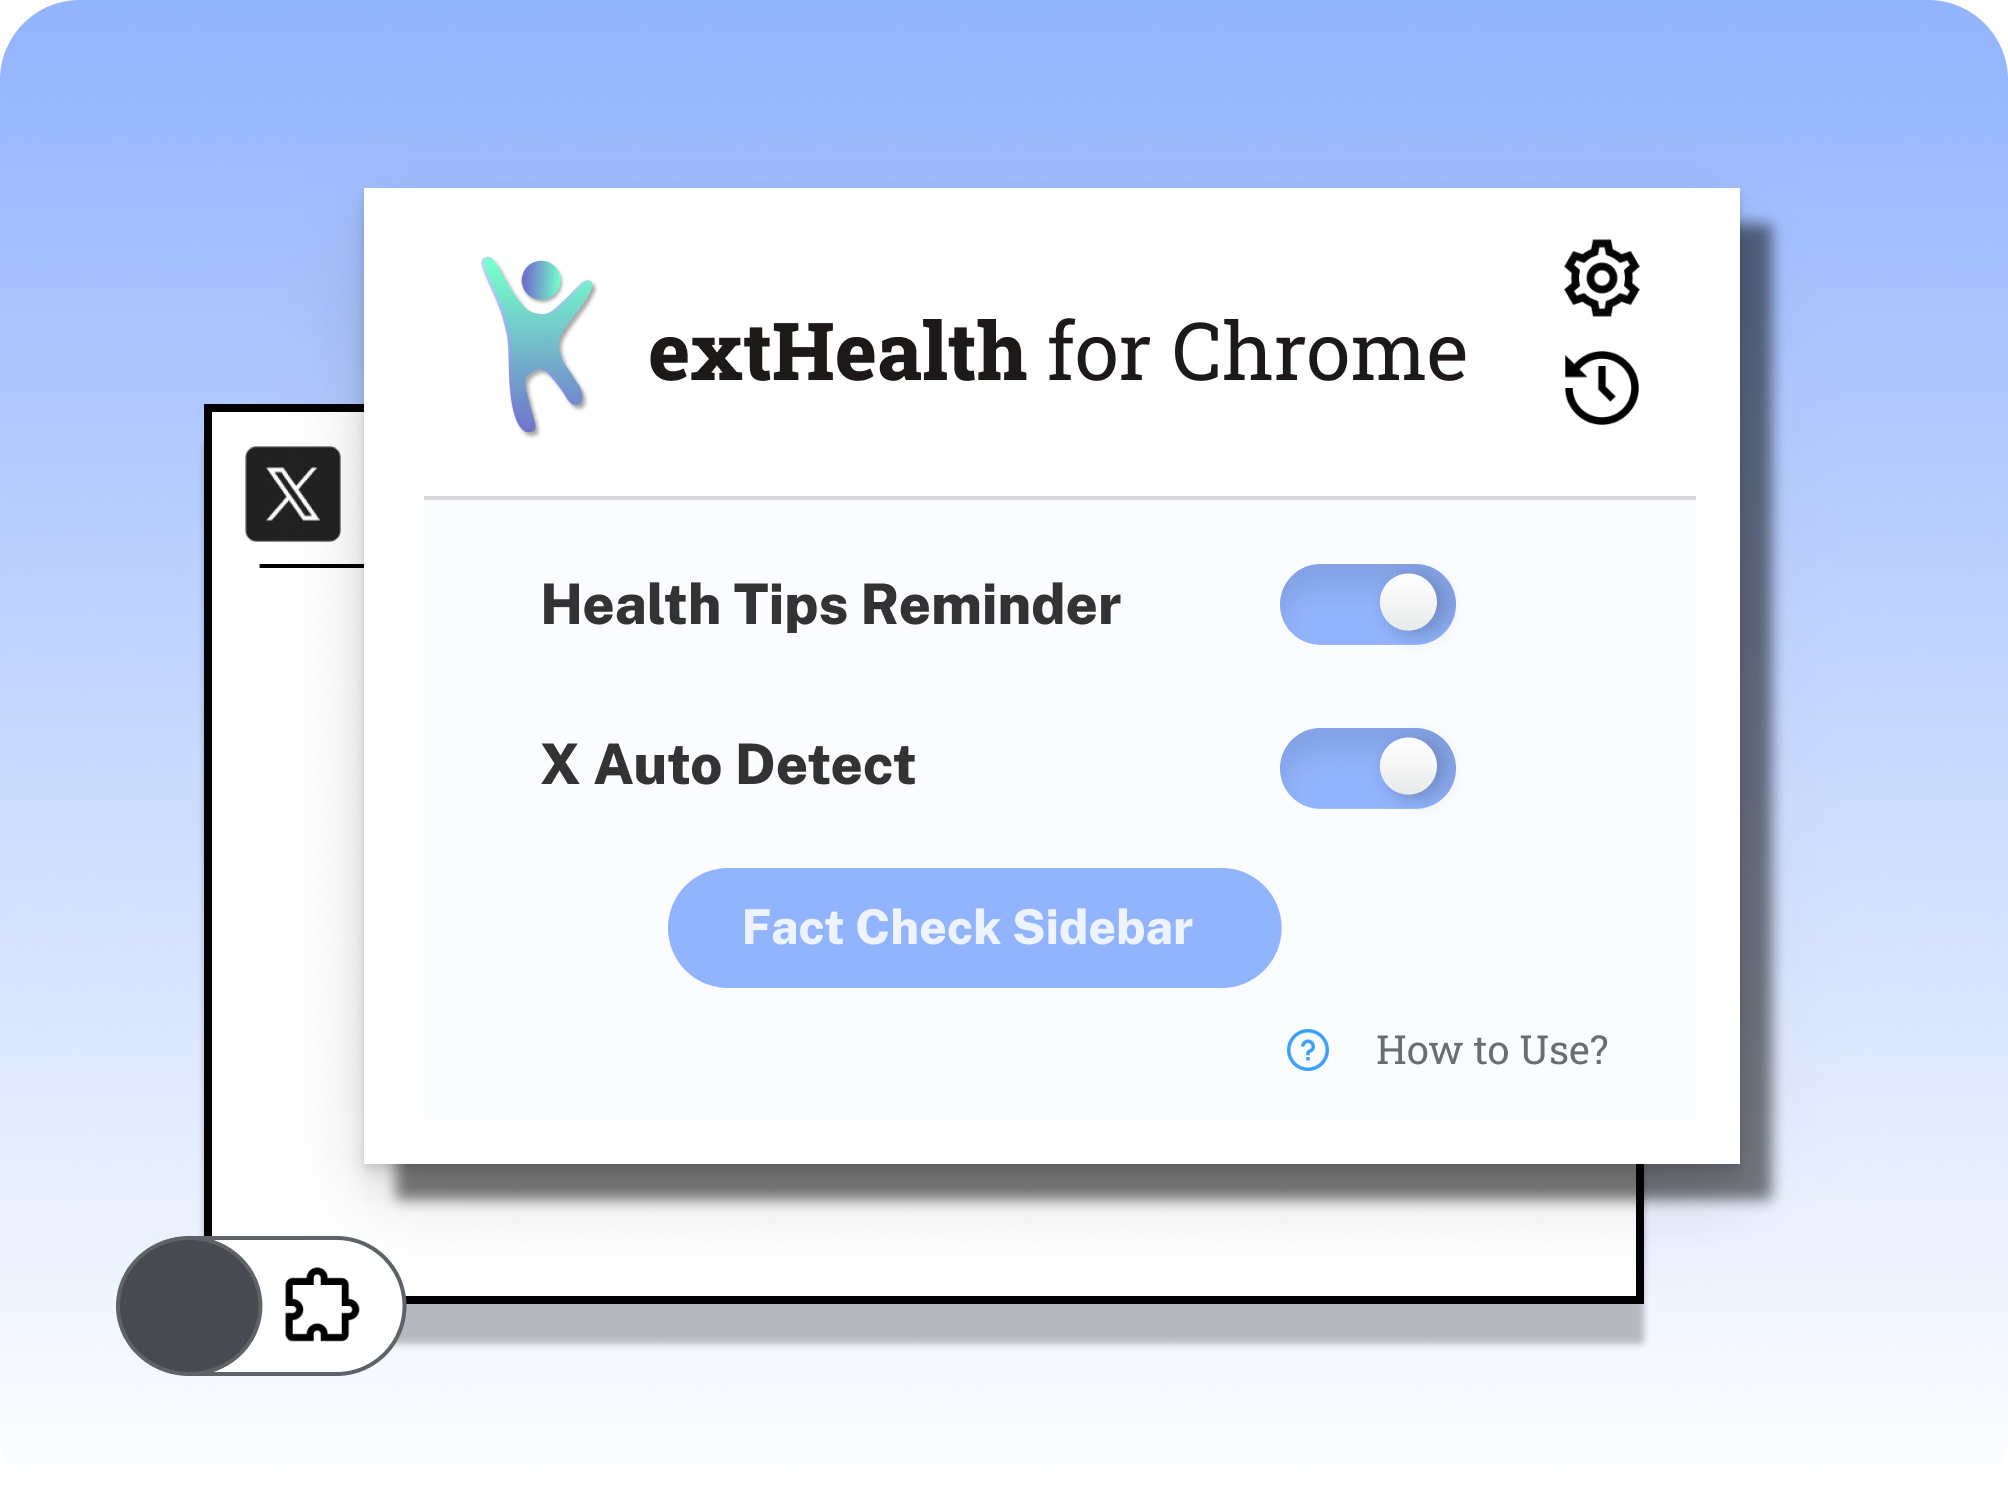 extHealth for Chrome
X
Health Tips Reminder
X Auto Detect
Fact Check Sidebar
? How to Use?